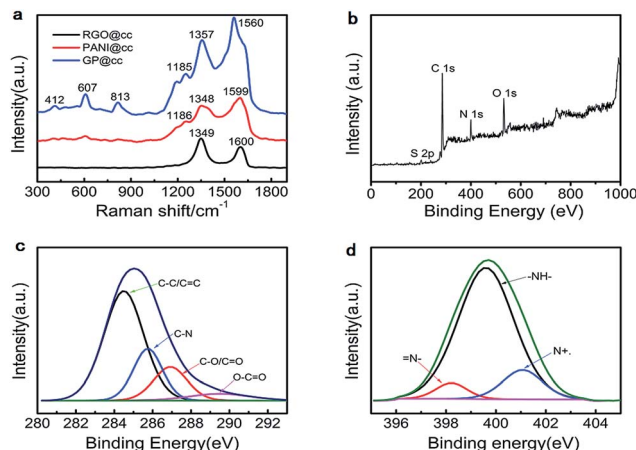 a
RGO@cc
PANI@cc
GP@cc
412
607
813
1185
1357
1560
1186
1348
1599
1349
1600
Intensity(a.u.)
300 600 900 1200 1500 1800
Raman shift/cm⁻¹
b
C 1s
O 1s
N 1s
S 2p
Intensity(a.u.)
0 200 400 600 800 1000
Binding Energy (eV)
c
C-C/C=C
C-N
C-O/C=O
O-C=O
Intensity(a.u.)
280 282 284 286 288 290 292
Binding Energy(eV)
d
-NH-
=N-
N+.
Intensity(a.u.)
396 398 400 402 404
Binding energy(eV)